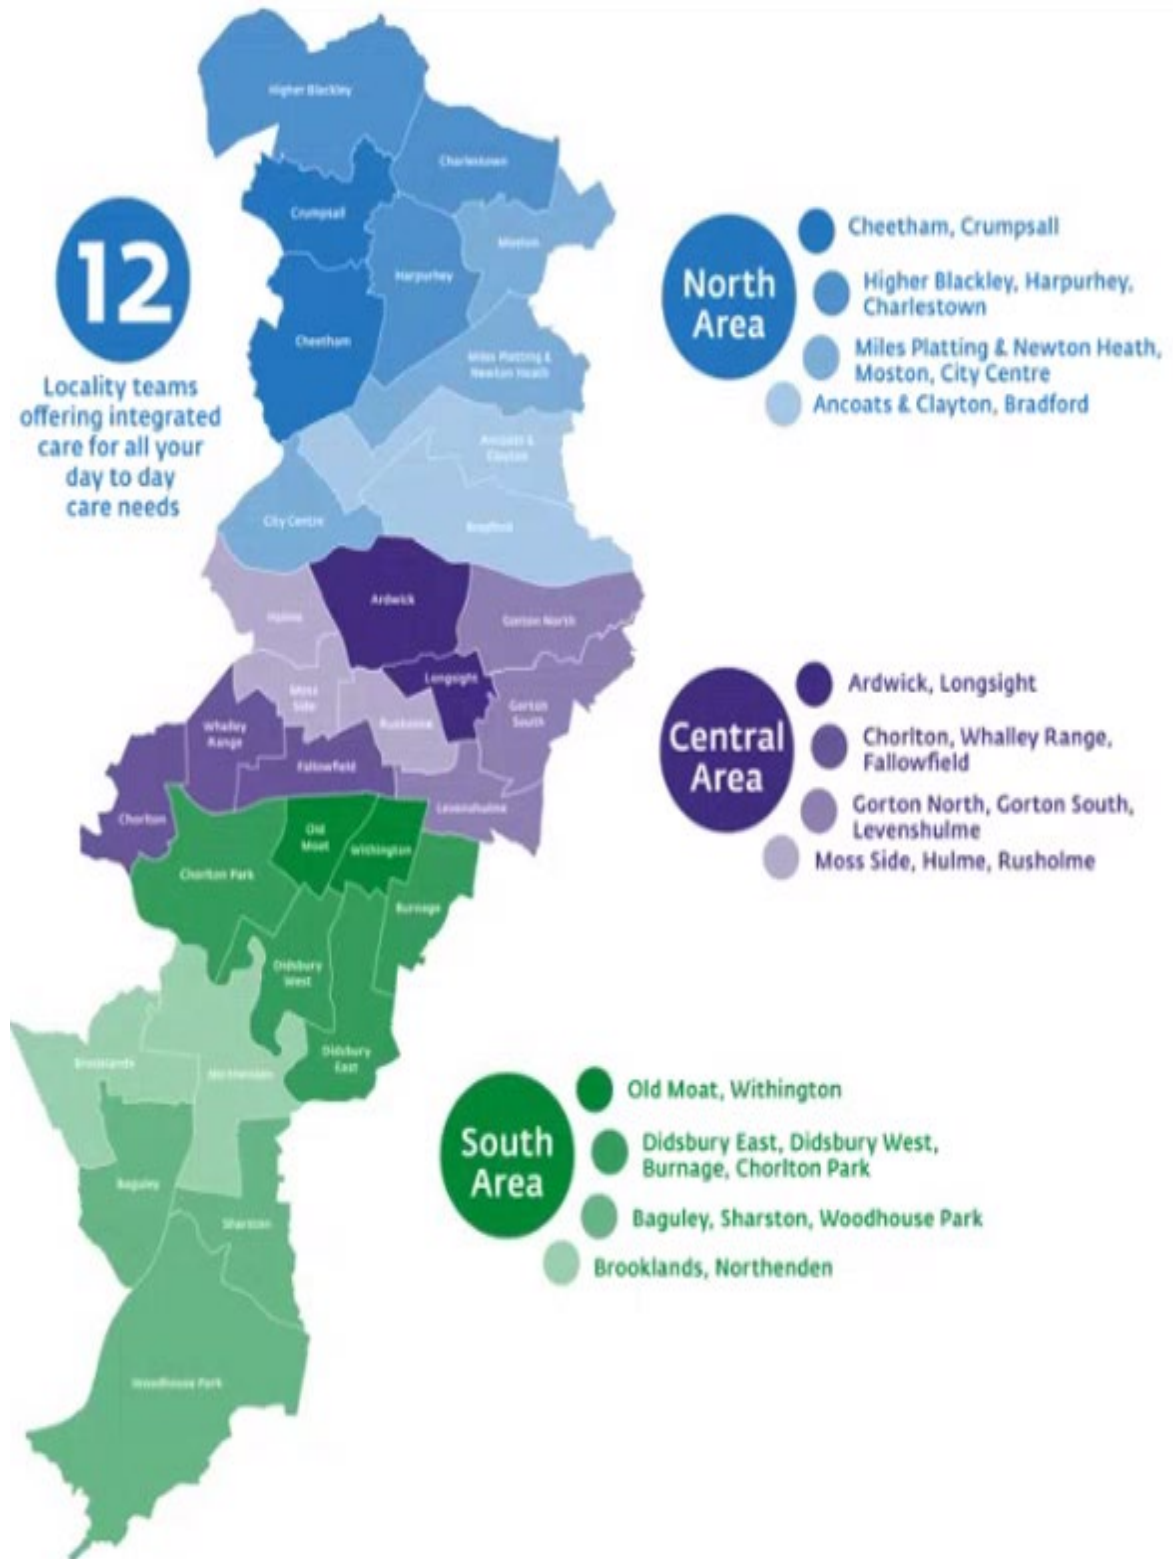 Higher Blackley
Charlestown
Crumpsall
Moston
Harpurhey
Cheetham
Miles Platting &
Newton Heath
Ancoats &
Clayton
City Centre
Bradford
12
Locality teams
offering integrated
care for all your
day to day
care needs
North
Area
Cheetham, Crumpsall
Higher Blackley, Harpurhey,
Charlestown
Miles Platting & Newton Heath,
Moston, City Centre
Ancoats & Clayton, Bradford
Ardwick
Hulme
Gorton North
Longsight
Moss
Side
Gorton
South
Rusholme
Whalley
Range
Fallowfield
Levenshulme
Chorlton
Central
Area
Ardwick, Longsight
Chorlton, Whalley Range,
Fallowfield
Gorton North, Gorton South,
Levenshulme
Moss Side, Hulme, Rusholme
Old
Moat
Withington
Chorlton Park
Burnage
Didsbury
West
Didsbury
East
Brooklands
Northenden
Baguley
Sharston
Woodhouse Park
South
Area
Old Moat, Withington
Didsbury East, Didsbury West,
Burnage, Chorlton Park
Baguley, Sharston, Woodhouse Park
Brooklands, Northenden